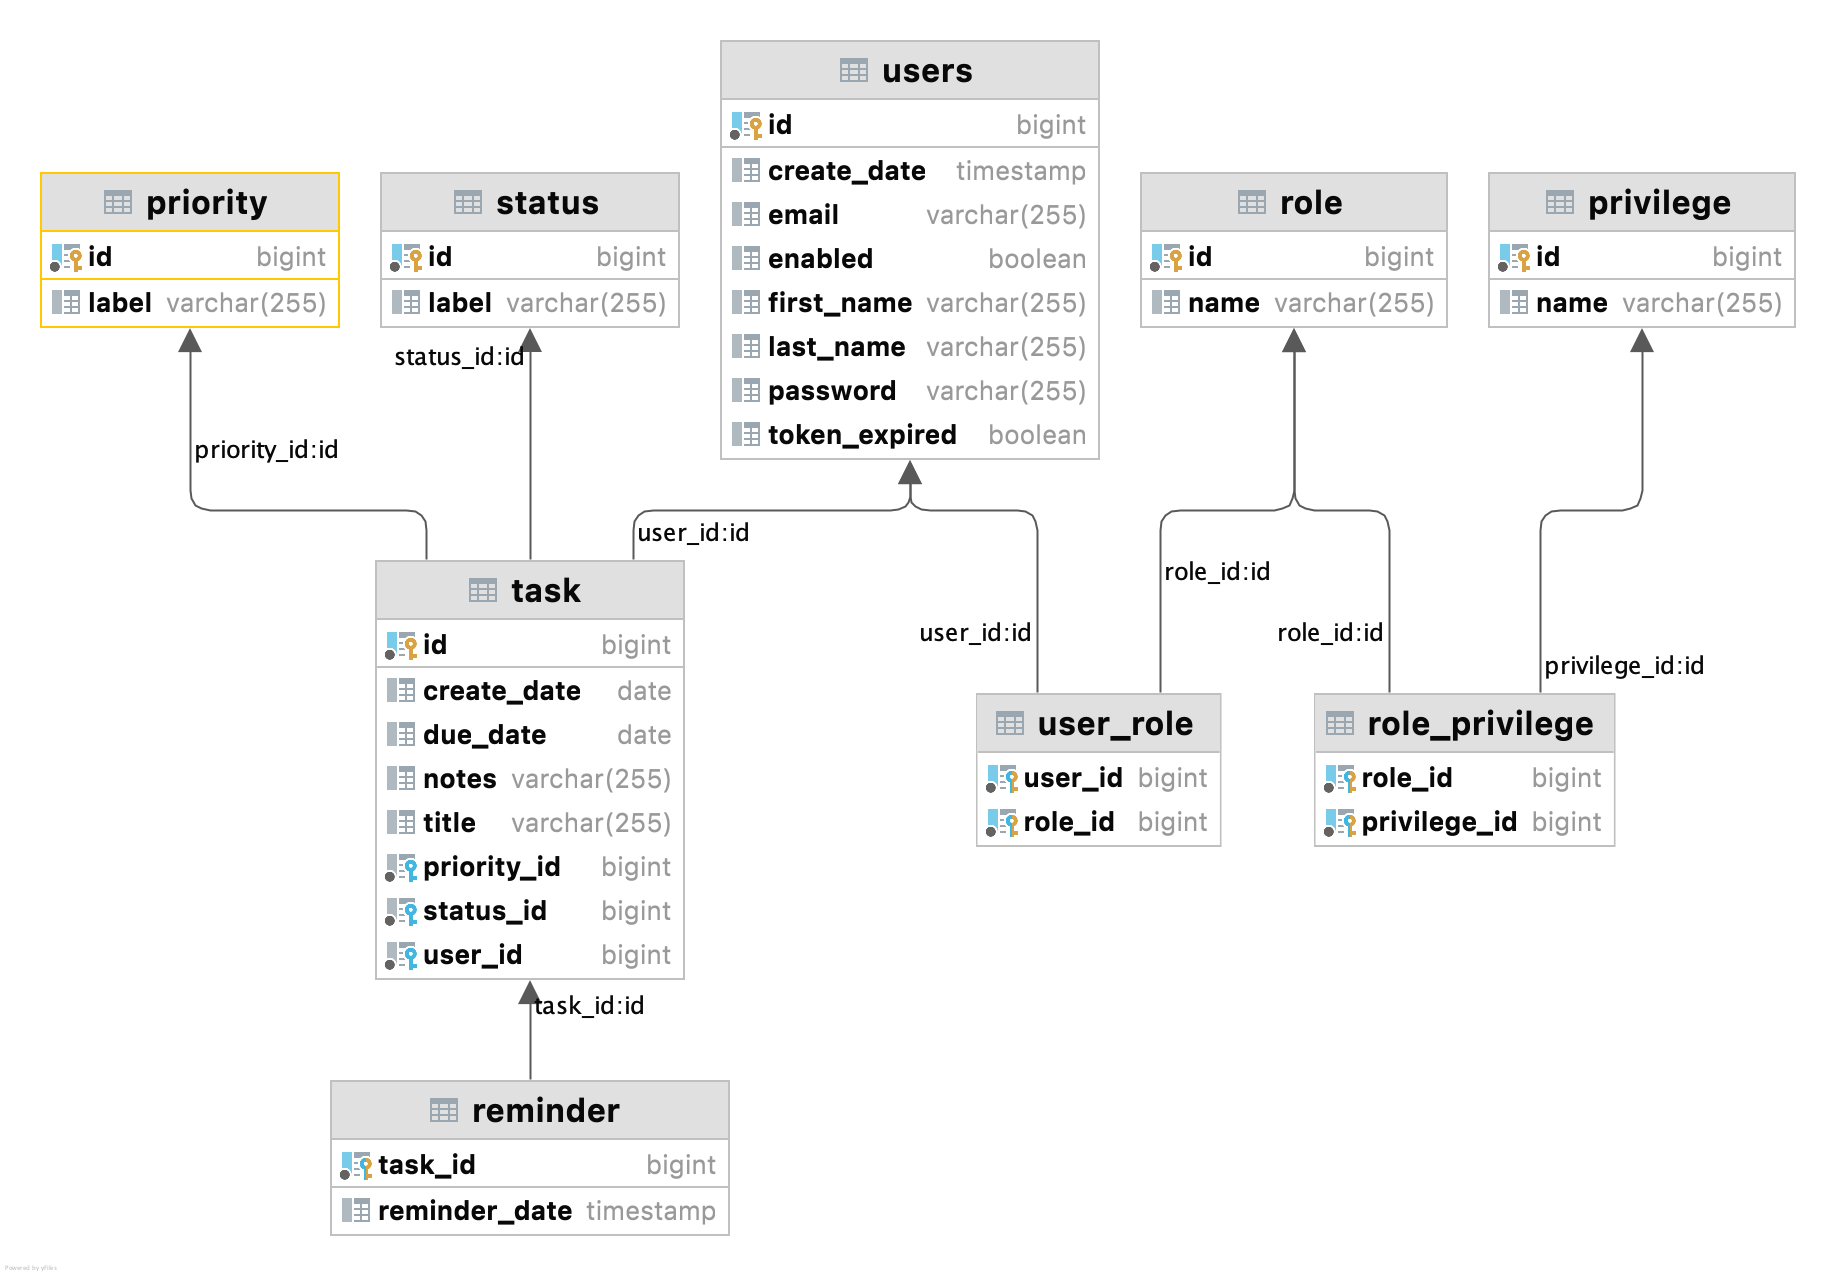 users
id bigint
create_date timestamp
email varchar(255)
enabled boolean
first_name varchar(255)
last_name varchar(255)
password varchar(255)
token_expired boolean
priority
id bigint
label varchar(255)
status
id bigint
label varchar(255)
role
id bigint
name varchar(255)
privilege
id bigint
name varchar(255)
status_id:id
priority_id:id
user_id:id
role_id:id
user_id:id
role_id:id
privilege_id:id
task
id bigint
create_date date
due_date date
notes varchar(255)
title varchar(255)
priority_id bigint
status_id bigint
user_id bigint
user_role
user_id bigint
role_id bigint
role_privilege
role_id bigint
privilege_id bigint
task_id:id
reminder
task_id bigint
reminder_date timestamp
Powered by yFiles